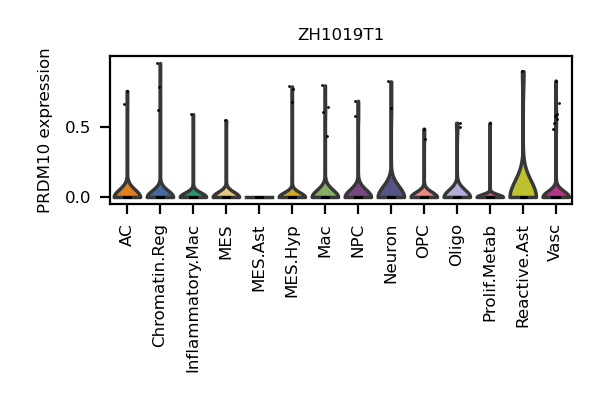 ZH1019T1
PRDM10 expression
0.5
0.0
AC
Chromatin.Reg
Inflammatory.Mac
MES
MES.Ast
MES.Hyp
Mac
NPC
Neuron
OPC
Oligo
Prolif.Metab
Reactive.Ast
Vasc